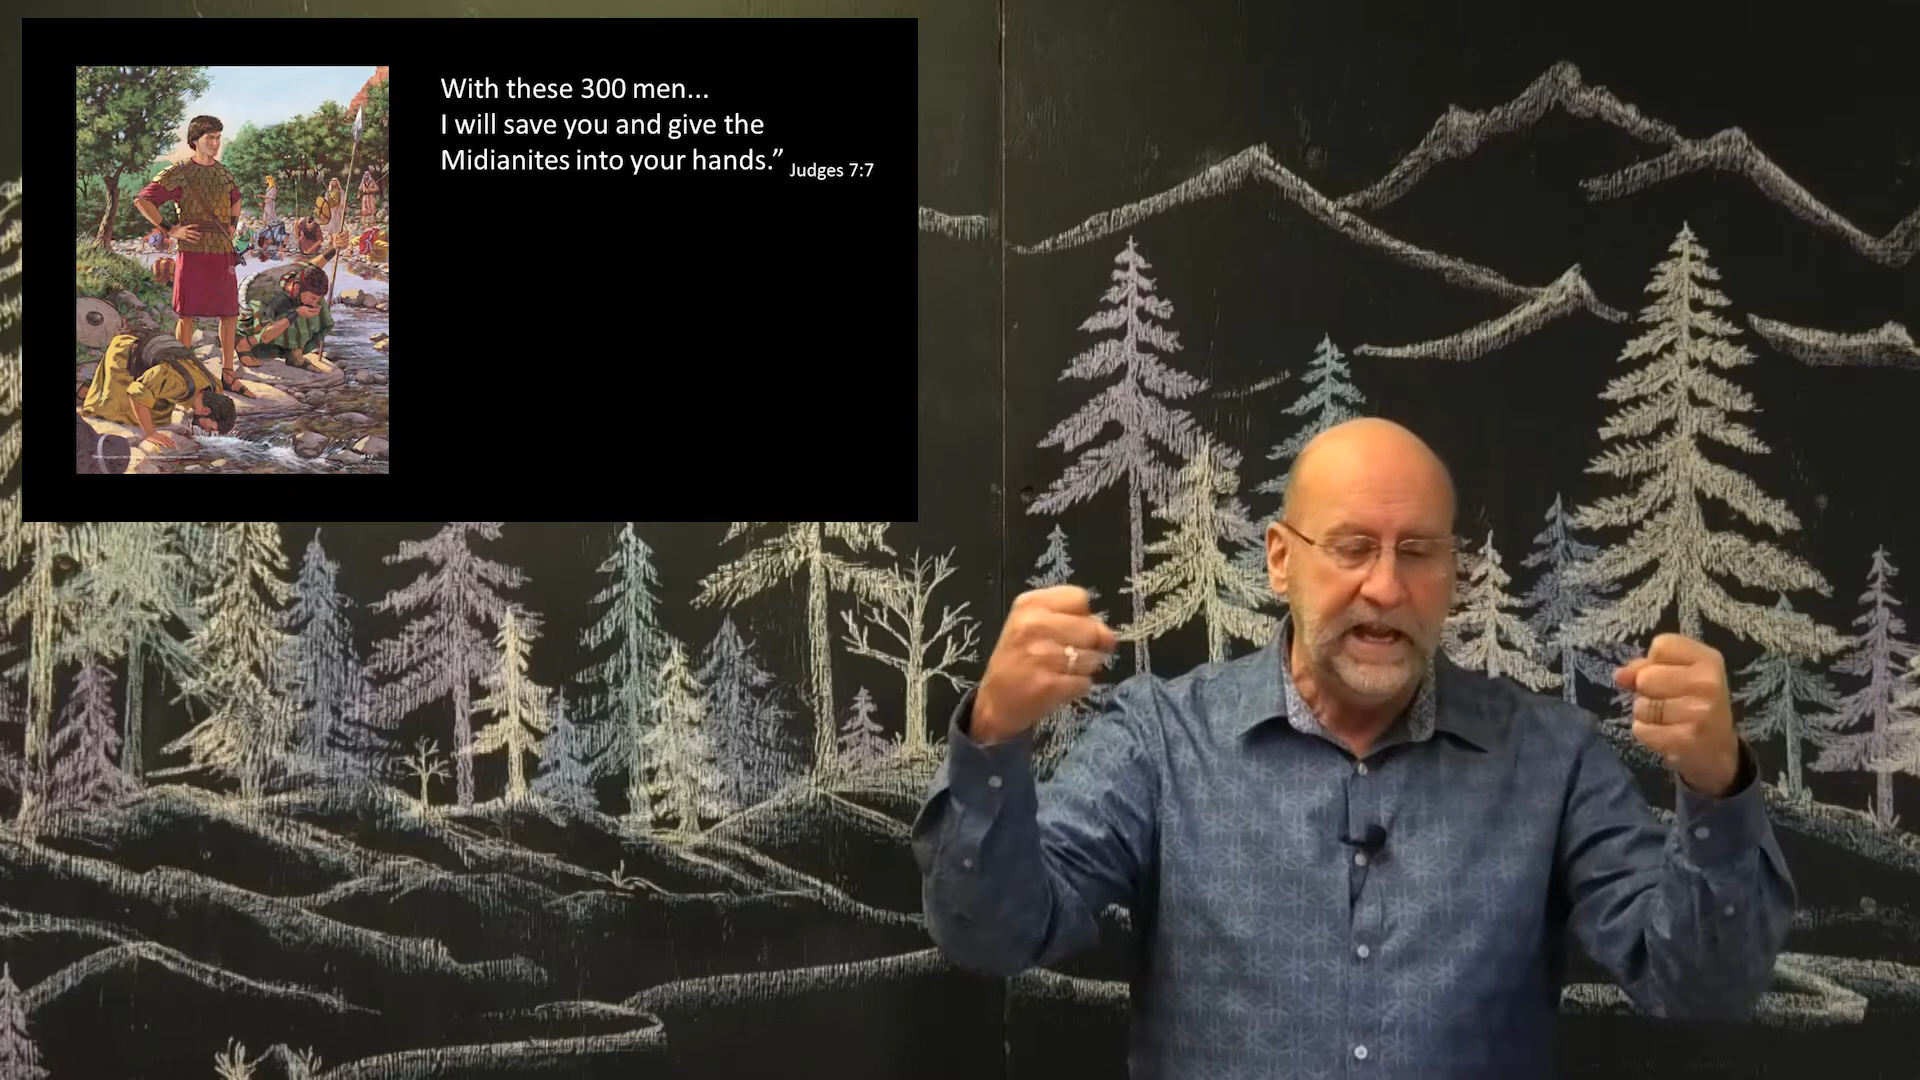 With these 300 men...
I will save you and give the
Midianites into your hands.” Judges 7:7